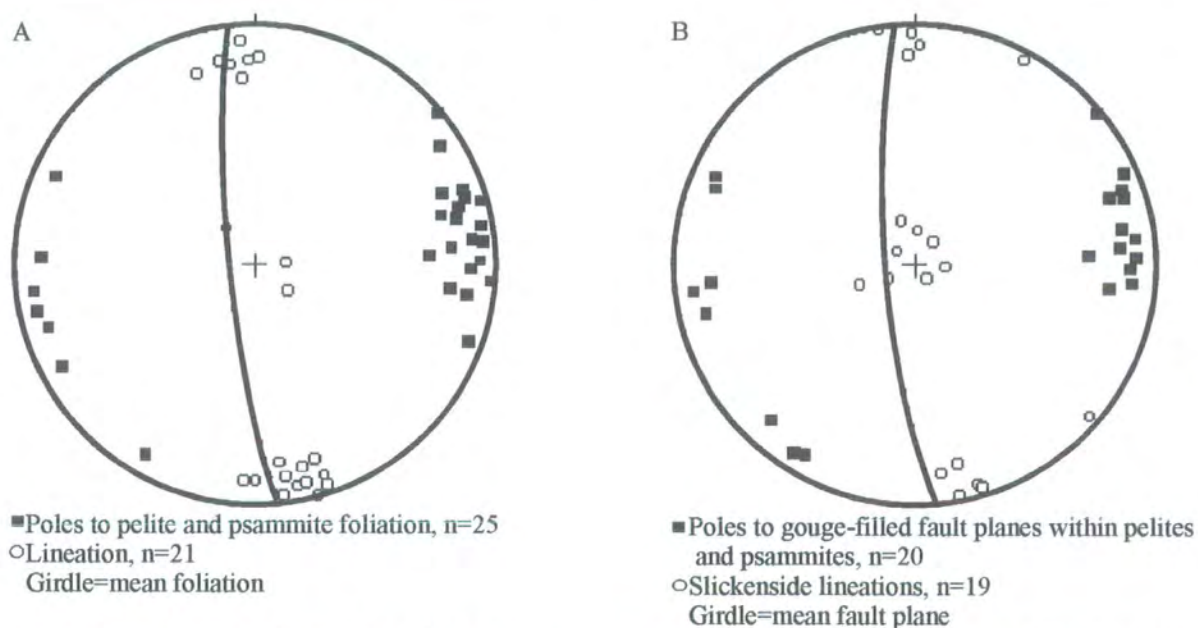 A
B
■Poles to pelite and psammite foliation, n=25
○Lineation, n=21
Girdle=mean foliation
■Poles to gouge-filled fault planes within pelites
and psammites, n=20
○Slickenside lineations, n=19
Girdle=mean fault plane